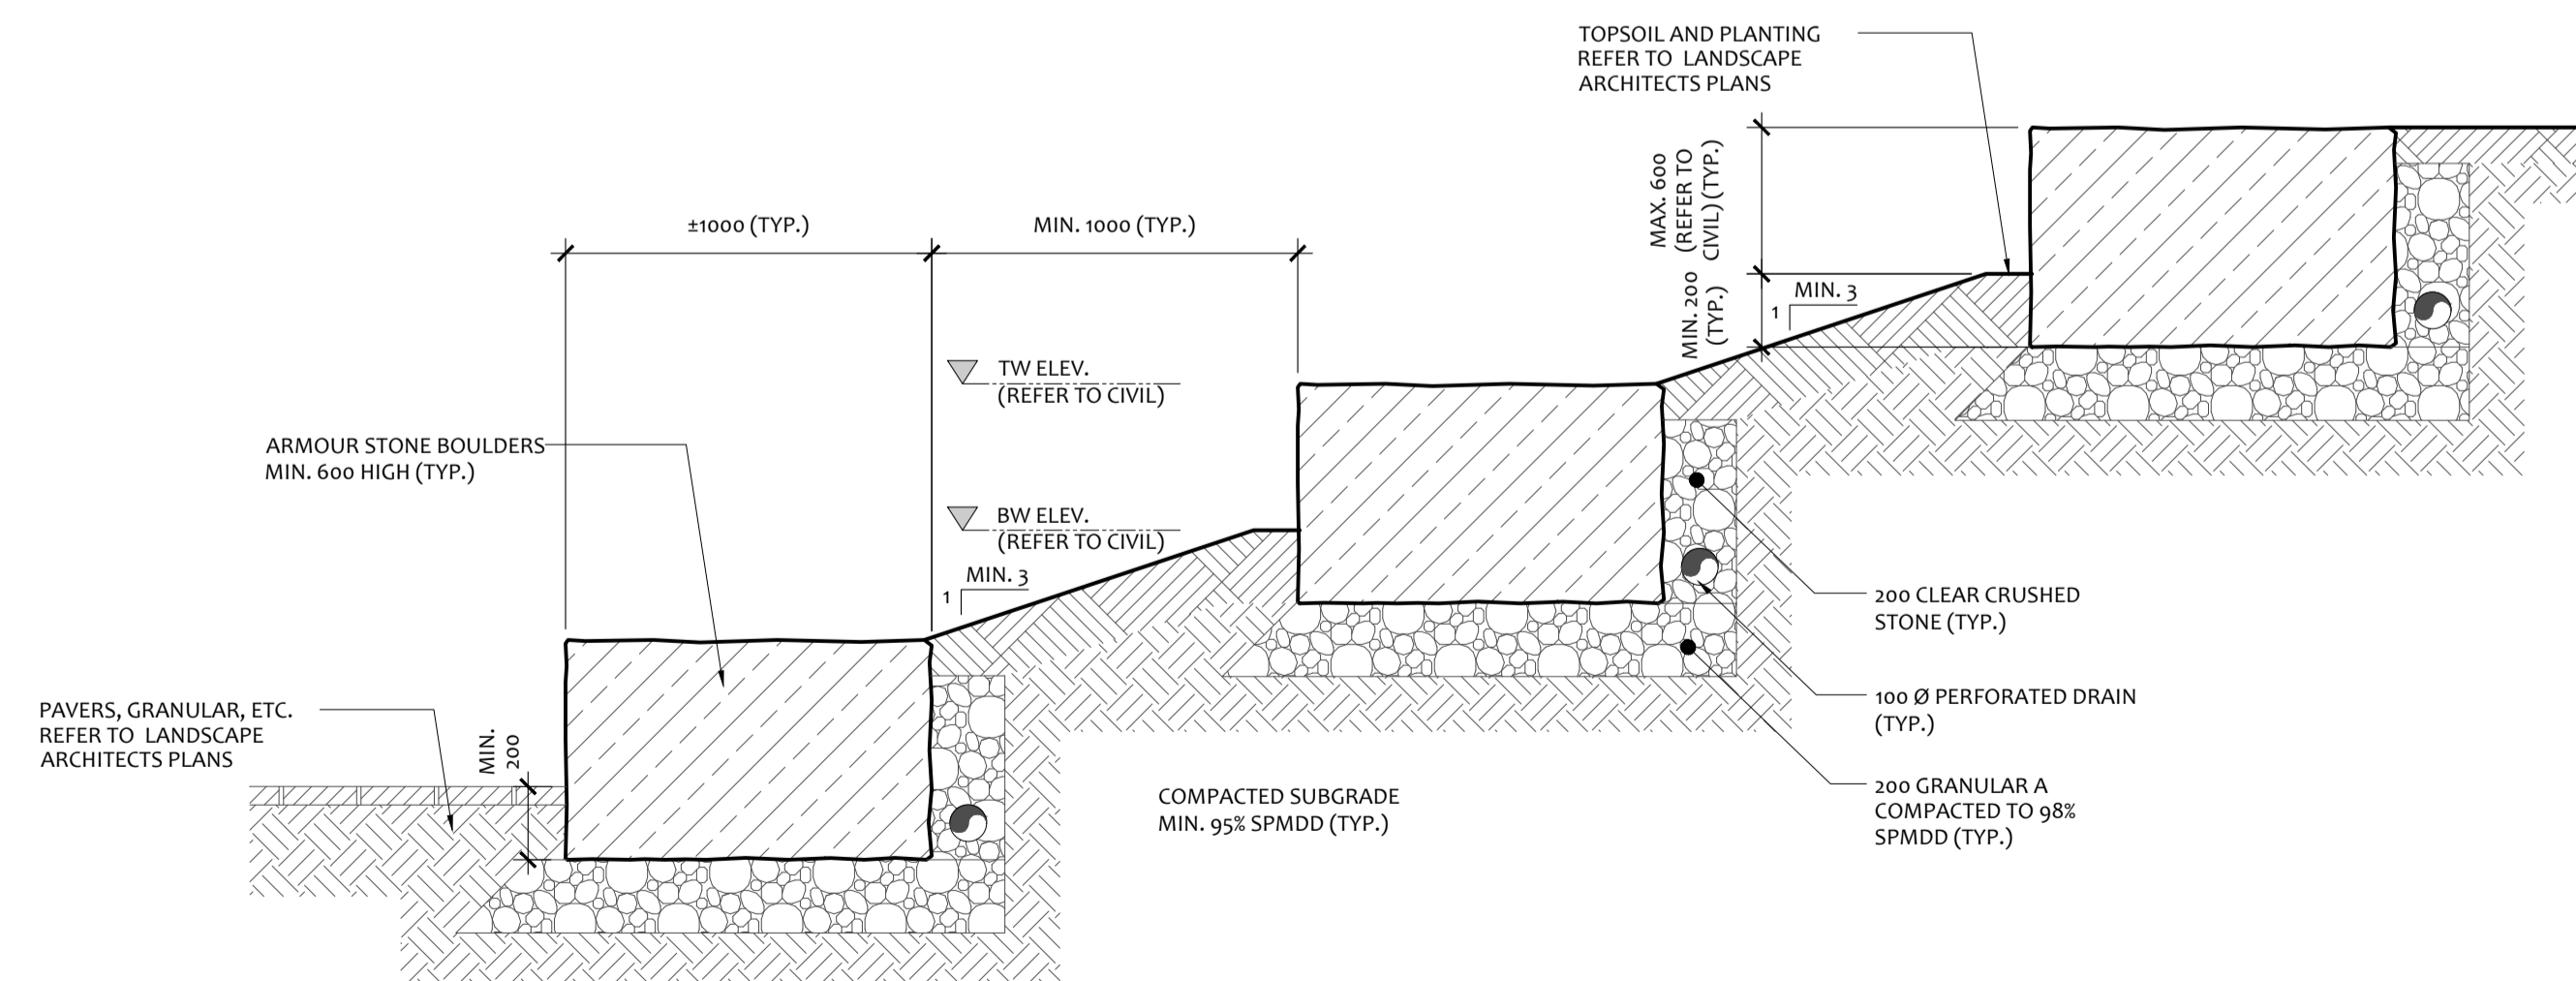 TOPSOIL AND PLANTING
REFER TO LANDSCAPE
ARCHITECTS PLANS
MAX. 600
(REFER TO
CIVIL) (TYP.)
±1000 (TYP.)
MIN. 1000 (TYP.)
MIN. 200
(TYP.)
MIN. 3
1
TW ELEV.
(REFER TO CIVIL)
ARMOUR STONE BOULDERS
MIN. 600 HIGH (TYP.)
BW ELEV.
(REFER TO CIVIL)
MIN. 3
1
200 CLEAR CRUSHED
STONE (TYP.)
100 Ø PERFORATED DRAIN
(TYP.)
PAVERS, GRANULAR, ETC.
REFER TO LANDSCAPE
ARCHITECTS PLANS
MIN.
200
COMPACTED SUBGRADE
MIN. 95% SPMDD (TYP.)
200 GRANULAR A
COMPACTED TO 98%
SPMDD (TYP.)